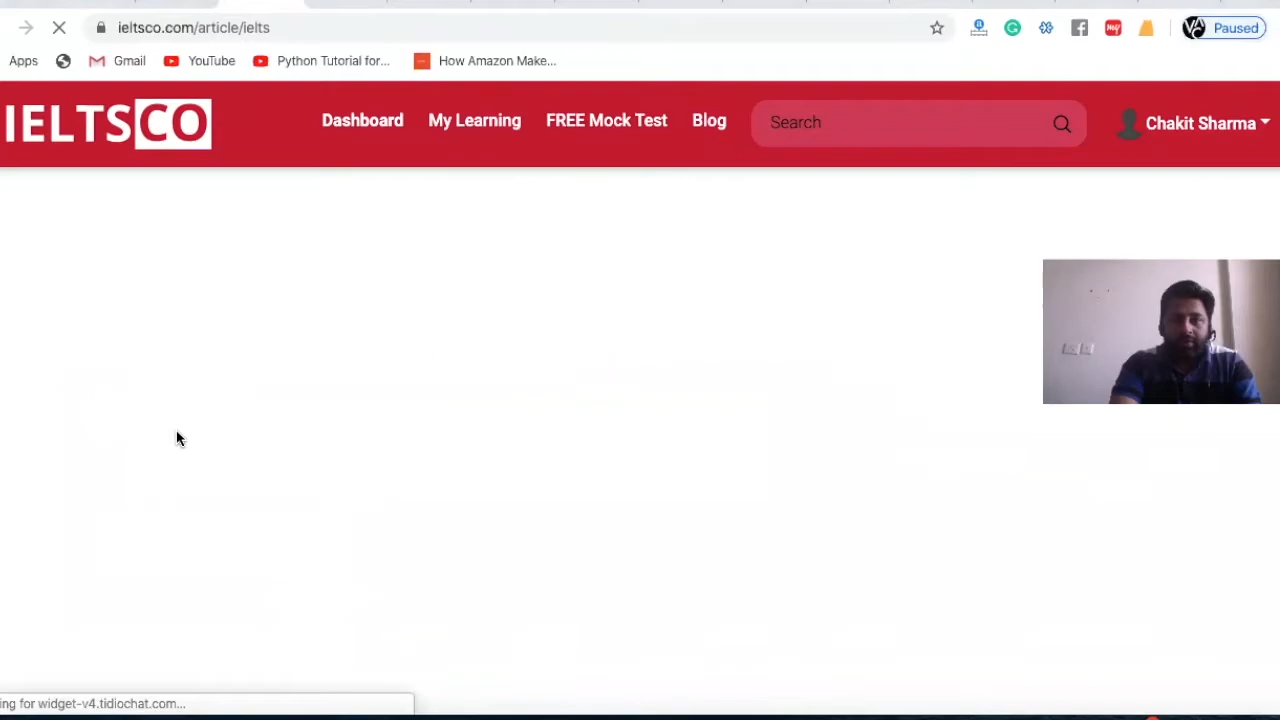 ieltsco.com/article/ielts
Paused
Apps Gmail YouTube Python Tutorial for... How Amazon Make...
IELTSCO Dashboard My Learning FREE Mock Test Blog Search Chakit Sharma
ing for widget-v4.tidiochat.com...